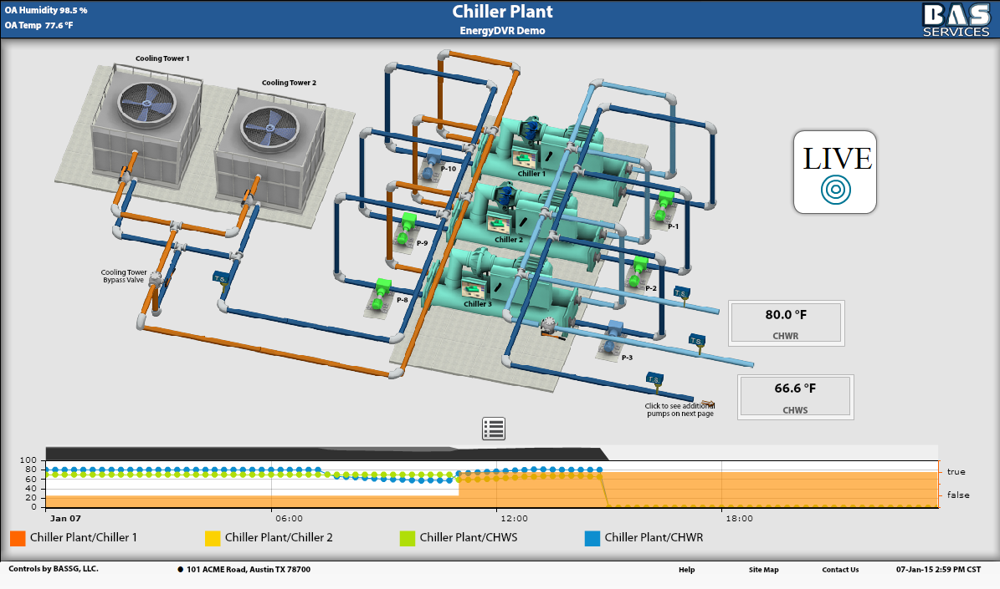 OA Humidity 98.5 %
OA Temp 77.6 °F
Chiller Plant
EnergyDVR Demo
BAS
SERVICES
Cooling Tower 1
Cooling Tower 2
LIVE
P-10
Chiller 1
P-1
P-9
Chiller 2
Cooling Tower
Bypass Valve
T.S.
P-8
Chiller 3
P-2
T.S.
80.0 °F
CHWR
T.S.
P-3
T.S.
66.6 °F
CHWS
Click to see additional
pumps on next page
100
80
60
40
20
0
true
false
Jan 07
06:00
12:00
18:00
Chiller Plant/Chiller 1
Chiller Plant/Chiller 2
Chiller Plant/CHWS
Chiller Plant/CHWR
Controls by BASSG, LLC.
101 ACME Road, Austin TX 78700
Help
Site Map
Contact Us
07-Jan-15 2:59 PM CST